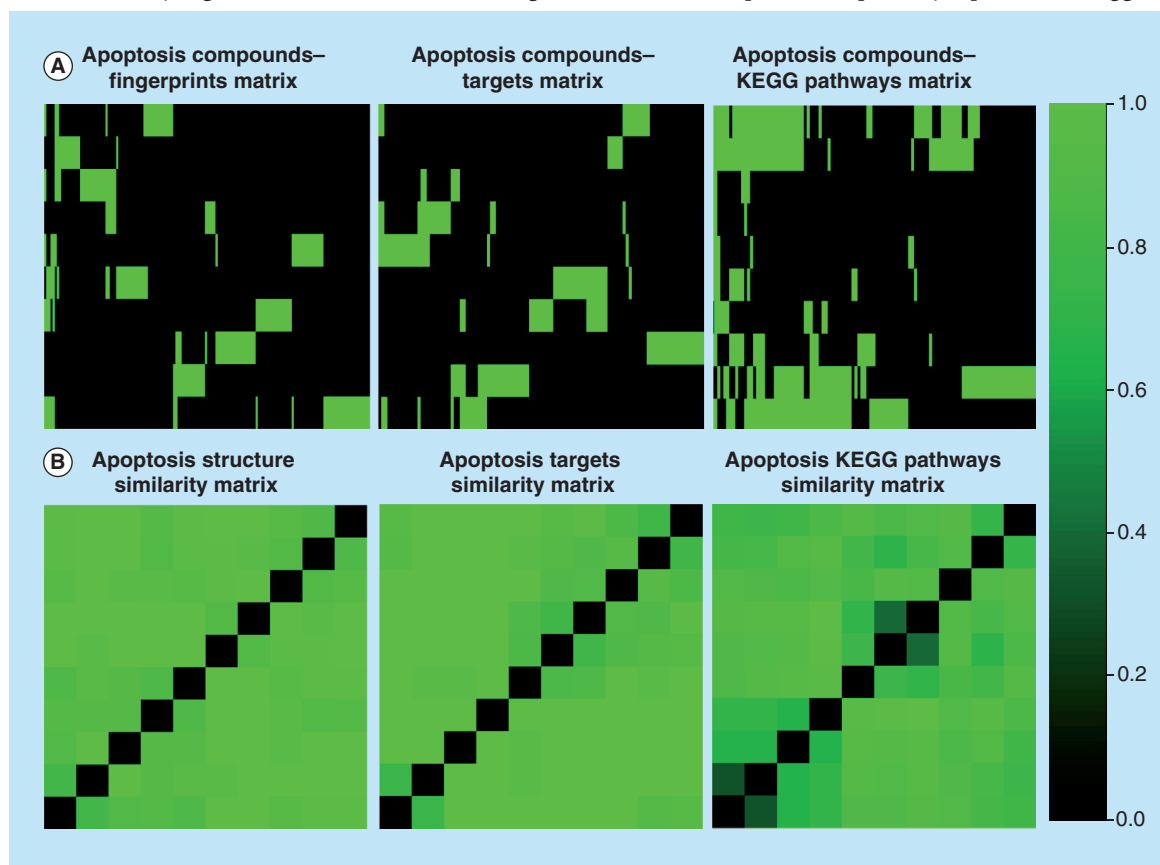 A
Apoptosis compounds–
fingerprints matrix
Apoptosis compounds–
targets matrix
Apoptosis compounds–
KEGG pathways matrix
1.0
0.8
0.6
0.4
0.2
0.0
B
Apoptosis structure
similarity matrix
Apoptosis targets
similarity matrix
Apoptosis KEGG pathways
similarity matrix